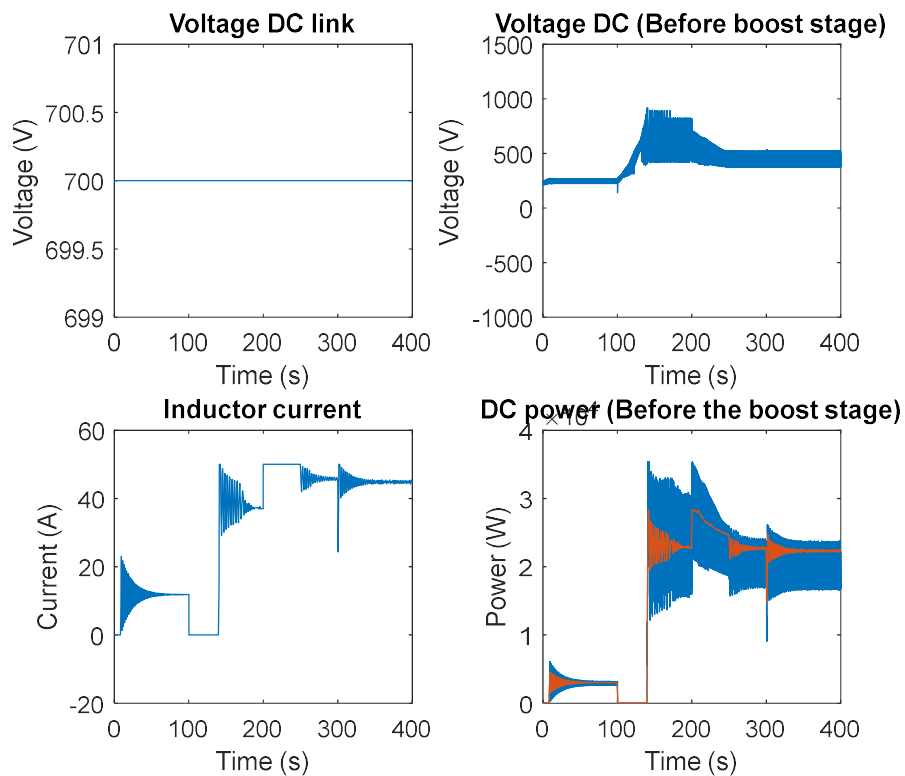 Voltage DC link
701
700.5
700
699.5
699
Voltage (V)
0 100 200 300 400
Time (s)
Voltage DC (Before boost stage)
1500
1000
500
0
-500
-1000
Voltage (V)
0 100 200 300 400
Time (s)
Inductor current
60
40
20
0
-20
Current (A)
0 100 200 300 400
Time (s)
DC power (Before the boost stage)
×10⁴
4
3
2
1
0
Power (W)
0 100 200 300 400
Time (s)